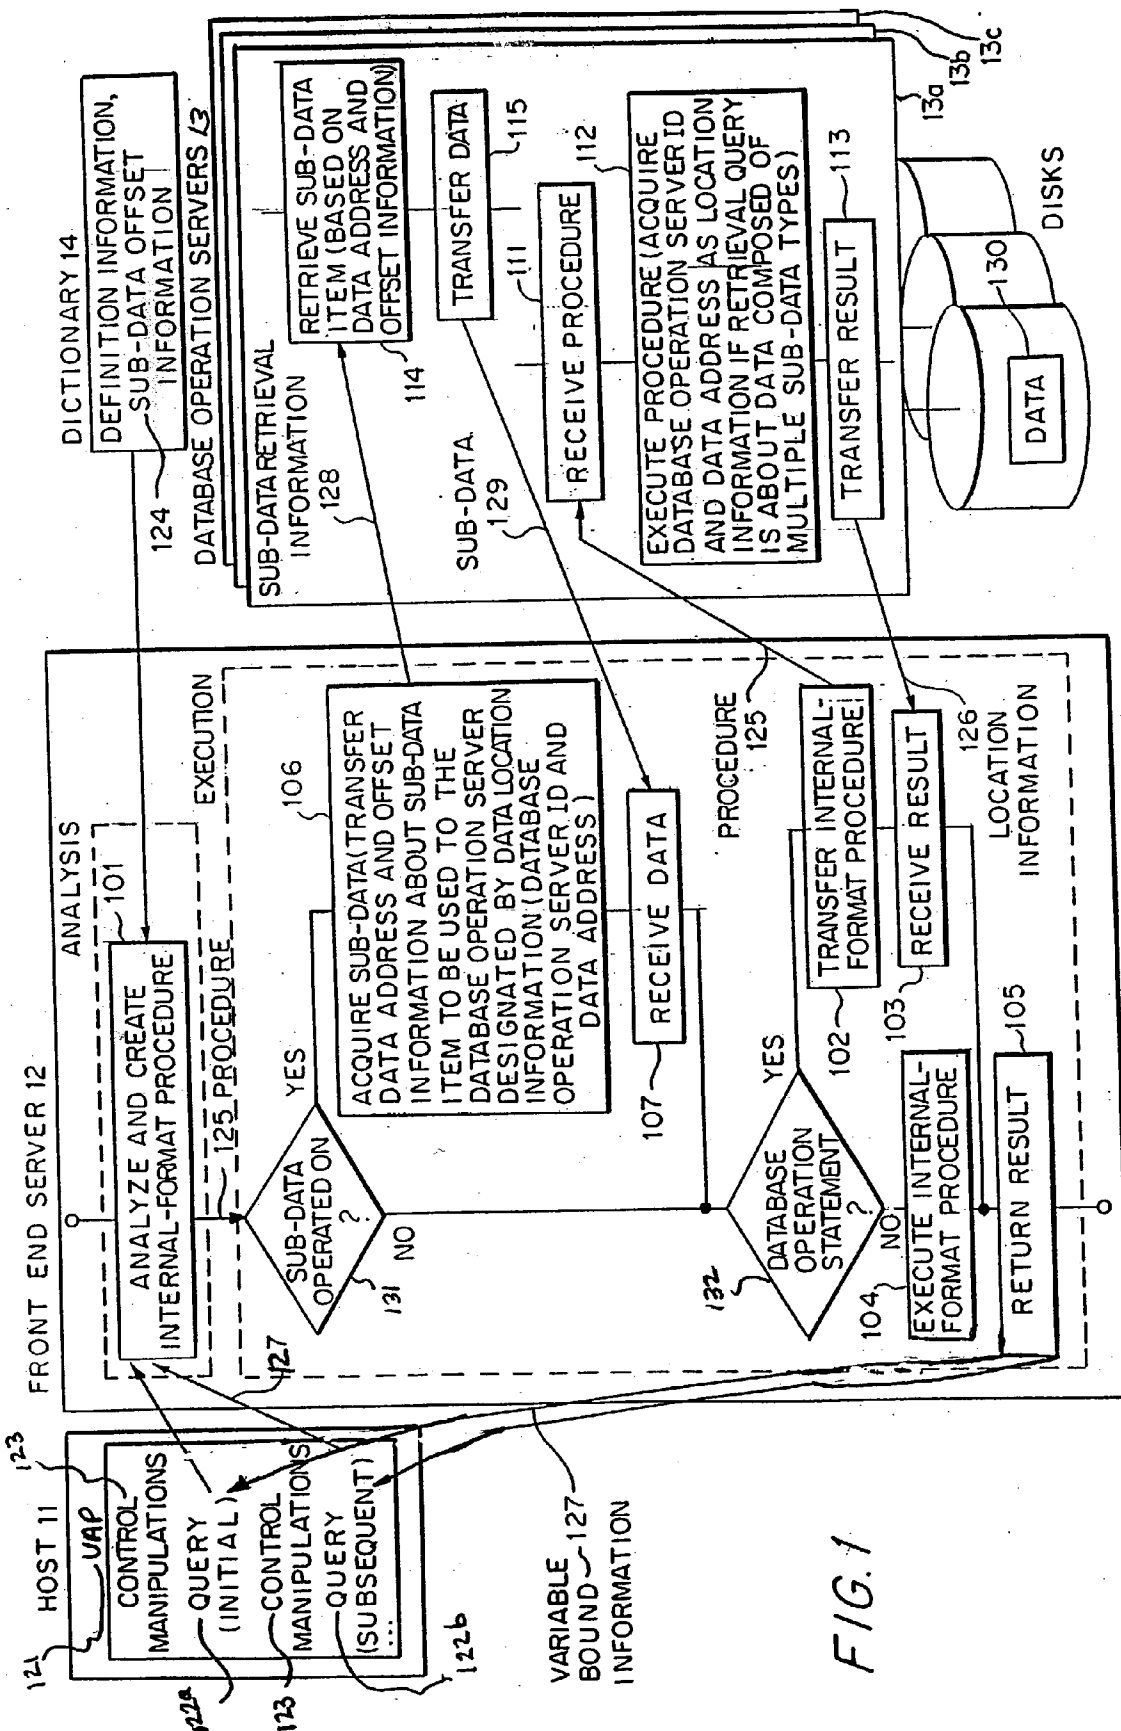 HOST 11
121
UAP
123
CONTROL
MANIPULATIONS
QUERY
(INITIAL)
CONTROL
MANIPULATIONS
QUERY
(SUBSEQUENT)
...
122a
123
122b
127
VARIABLE
BOUND
127
INFORMATION
FRONT END SERVER 12
ANALYSIS
101
ANALYZE AND CREATE
INTERNAL-FORMAT PROCEDURE
125 PROCEDURE
EXECUTION
SUB-DATA
OPERATED ON
?
131
YES
NO
106
ACQUIRE SUB-DATA (TRANSFER
DATA ADDRESS AND OFFSET
INFORMATION ABOUT SUB-DATA
ITEM TO BE USED TO THE
DATABASE OPERATION SERVER
DESIGNATED BY DATA LOCATION
INFORMATION (DATABASE
OPERATION SERVER ID AND
DATA ADDRESS)
107
RECEIVE DATA
DATABASE
OPERATION
STATEMENT
?
132
YES
NO
PROCEDURE
125
TRANSFER INTERNAL-
FORMAT PROCEDURE
102
RECEIVE RESULT
103
126
LOCATION
INFORMATION
104
EXECUTE INTERNAL-
FORMAT PROCEDURE
RETURN RESULT
105
DICTIONARY 14
DEFINITION INFORMATION,
SUB-DATA OFFSET
INFORMATION
124
DATABASE OPERATION SERVERS 13
SUB-DATA RETRIEVAL
INFORMATION
128
RETRIEVE SUB-DATA
ITEM (BASED ON
DATA ADDRESS AND
OFFSET INFORMATION)
114
TRANSFER DATA
115
SUB-DATA
129
RECEIVE PROCEDURE
111
112
EXECUTE PROCEDURE (ACQUIRE
DATABASE OPERATION SERVER ID
AND DATA ADDRESS AS LOCATION
INFORMATION IF RETRIEVAL QUERY
IS ABOUT DATA COMPOSED OF
MULTIPLE SUB-DATA TYPES)
TRANSFER RESULT
113
13a
13b
13c
DATA
130
DISKS
FIG. 1